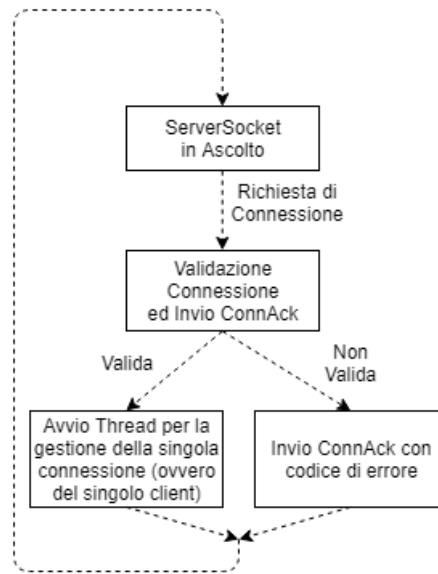 ServerSocket
in Ascolto
Richiesta di
Connessione
Validazione
Connessione
ed Invio ConnAck
Valida
Non
Valida
Avvio Thread per la
gestione della singola
connessione (ovvero
del singolo client)
Invio ConnAck con
codice di errore